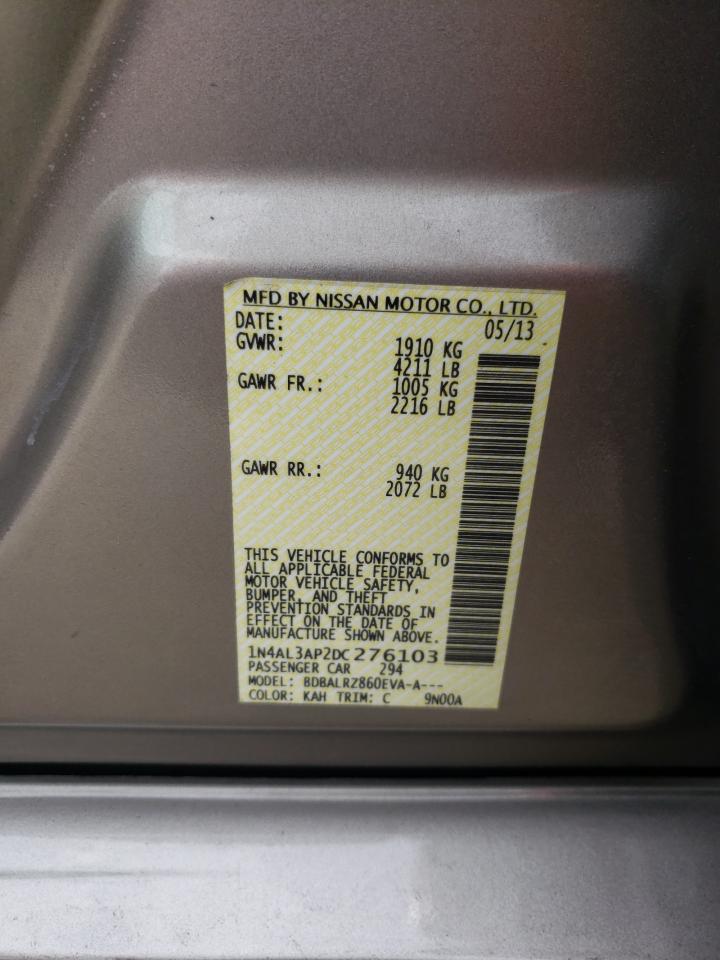 MFD BY NISSAN MOTOR CO., LTD.
DATE: 05/13
GVWR: 1910 KG
4211 LB
GAWR FR.: 1005 KG
2216 LB
GAWR RR.: 940 KG
2072 LB
THIS VEHICLE CONFORMS TO
ALL APPLICABLE FEDERAL
MOTOR VEHICLE SAFETY,
BUMPER, AND THEFT
PREVENTION STANDARDS IN
EFFECT ON THE DATE OF
MANUFACTURE SHOWN ABOVE.
1N4AL3AP2DC276103
PASSENGER CAR 294
MODEL: BDBALRZ860EVA-A---
COLOR: KAH TRIM: C 9N00A